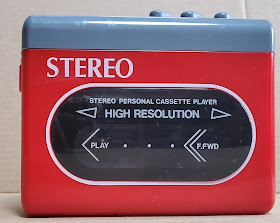 STEREO
STEREO PERSONAL CASSETTE PLAYER
HIGH RESOLUTION
PLAY F.FWD